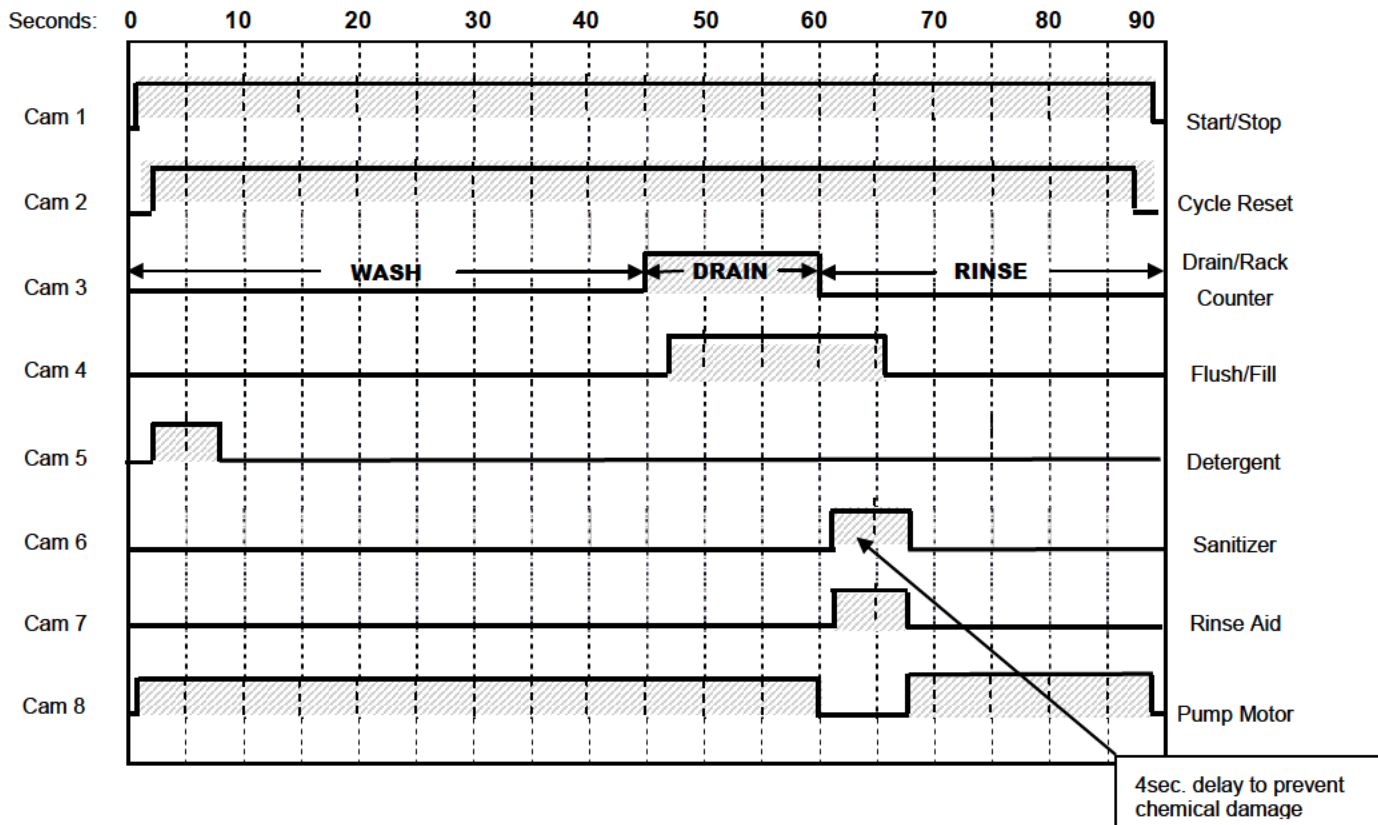 Seconds: 0 10 20 30 40 50 60 70 80 90
Cam 1 Start/Stop
Cam 2 Cycle Reset
WASH DRAIN RINSE Drain/Rack
Cam 3 Counter
Cam 4 Flush/Fill
Cam 5 Detergent
Cam 6 Sanitizer
Cam 7 Rinse Aid
Cam 8 Pump Motor
4sec. delay to prevent
chemical damage